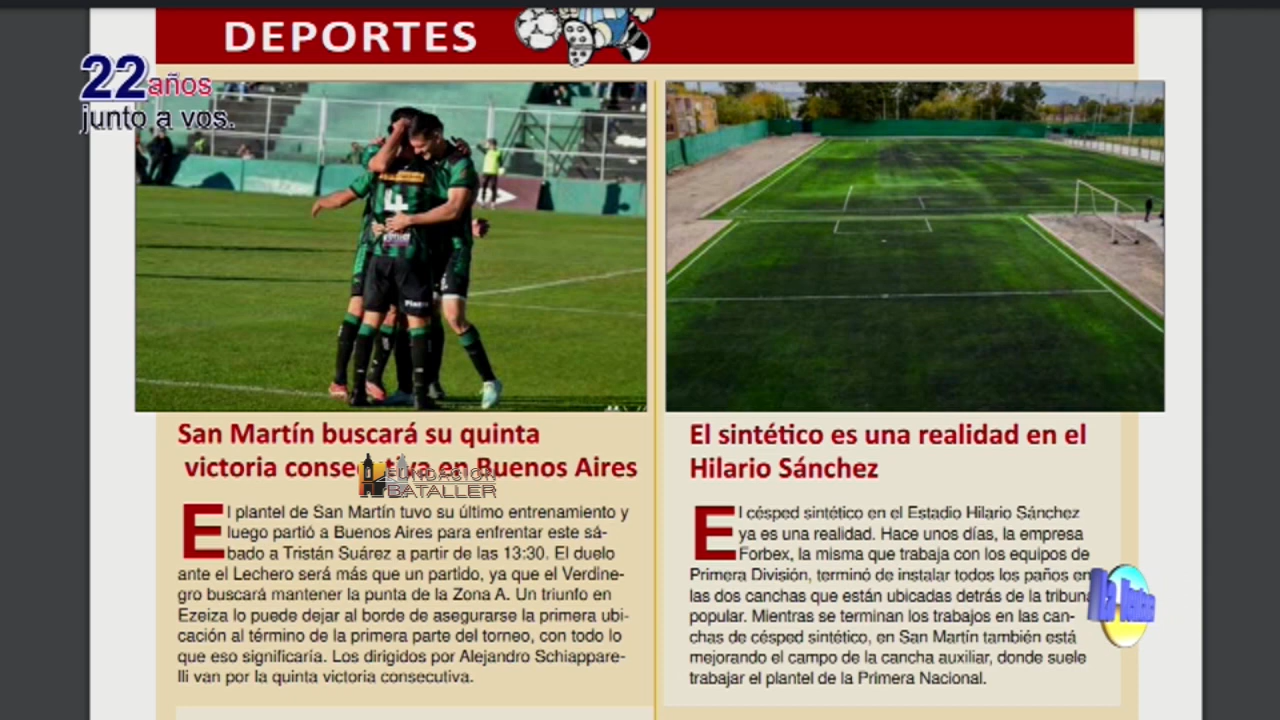 DEPORTES
22 años
junto a vos.
San Martín buscará su quinta
victoria consecutiva en Buenos Aires
FUNDACION
BATALLER
El plantel de San Martín tuvo su último entrenamiento y
luego partió a Buenos Aires para enfrentar este sá-
bado a Tristán Suárez a partir de las 13:30. El duelo
ante el Lechero será más que un partido, ya que el Verdine-
gro buscará mantener la punta de la Zona A. Un triunfo en
Ezeiza lo puede dejar al borde de asegurarse la primera ubi-
cación al término de la primera parte del torneo, con todo lo
que eso significaría. Los dirigidos por Alejandro Schiappare-
lli van por la quinta victoria consecutiva.
El sintético es una realidad en el
Hilario Sánchez
El césped sintético en el Estadio Hilario Sánchez
ya es una realidad. Hace unos días, la empresa
Forbex, la misma que trabaja con los equipos de
Primera División, terminó de instalar todos los paños en
las dos canchas que están ubicadas detrás de la tribuna
popular. Mientras se terminan los trabajos en las can-
chas de césped sintético, en San Martín también está
mejorando el campo de la cancha auxiliar, donde suele
trabajar el plantel de la Primera Nacional.
4